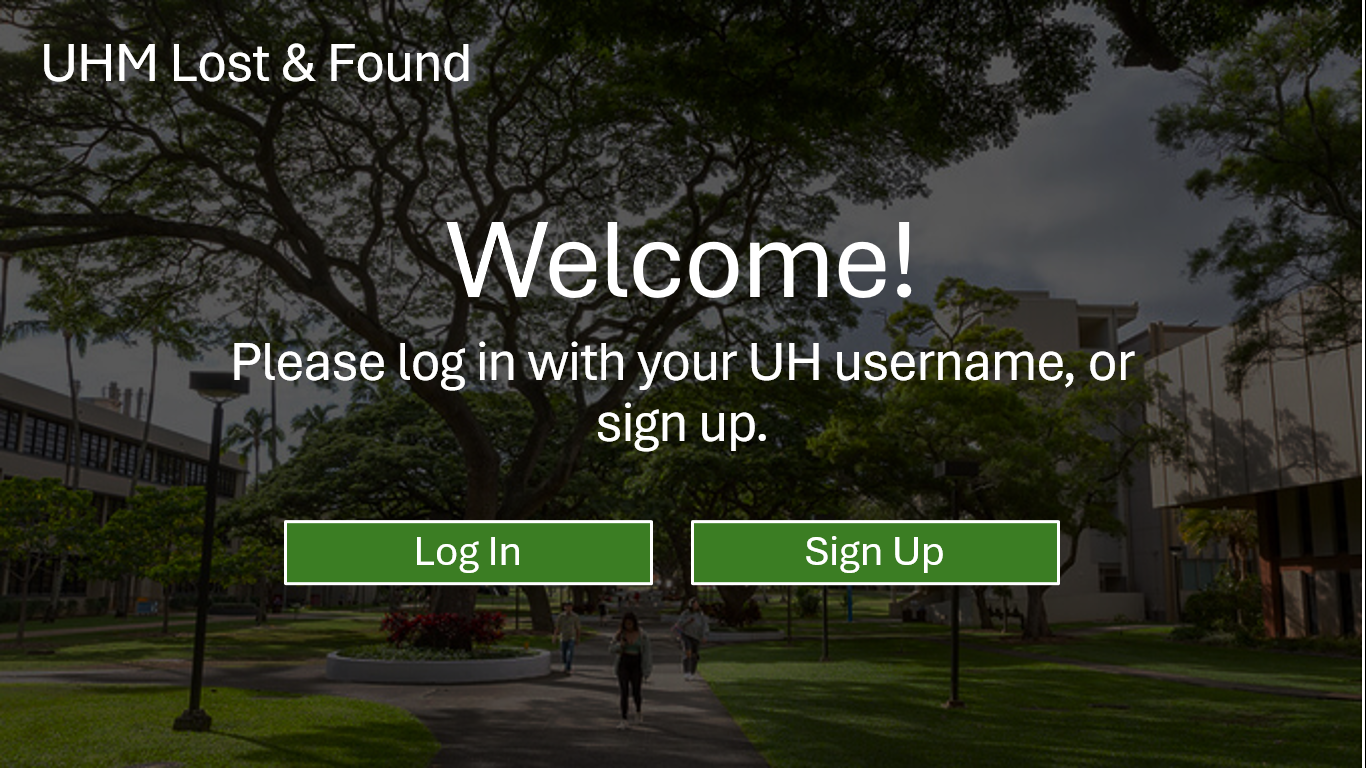 UHM Lost & Found
Welcome!
Please log in with your UH username, or
sign up.
Log In
Sign Up